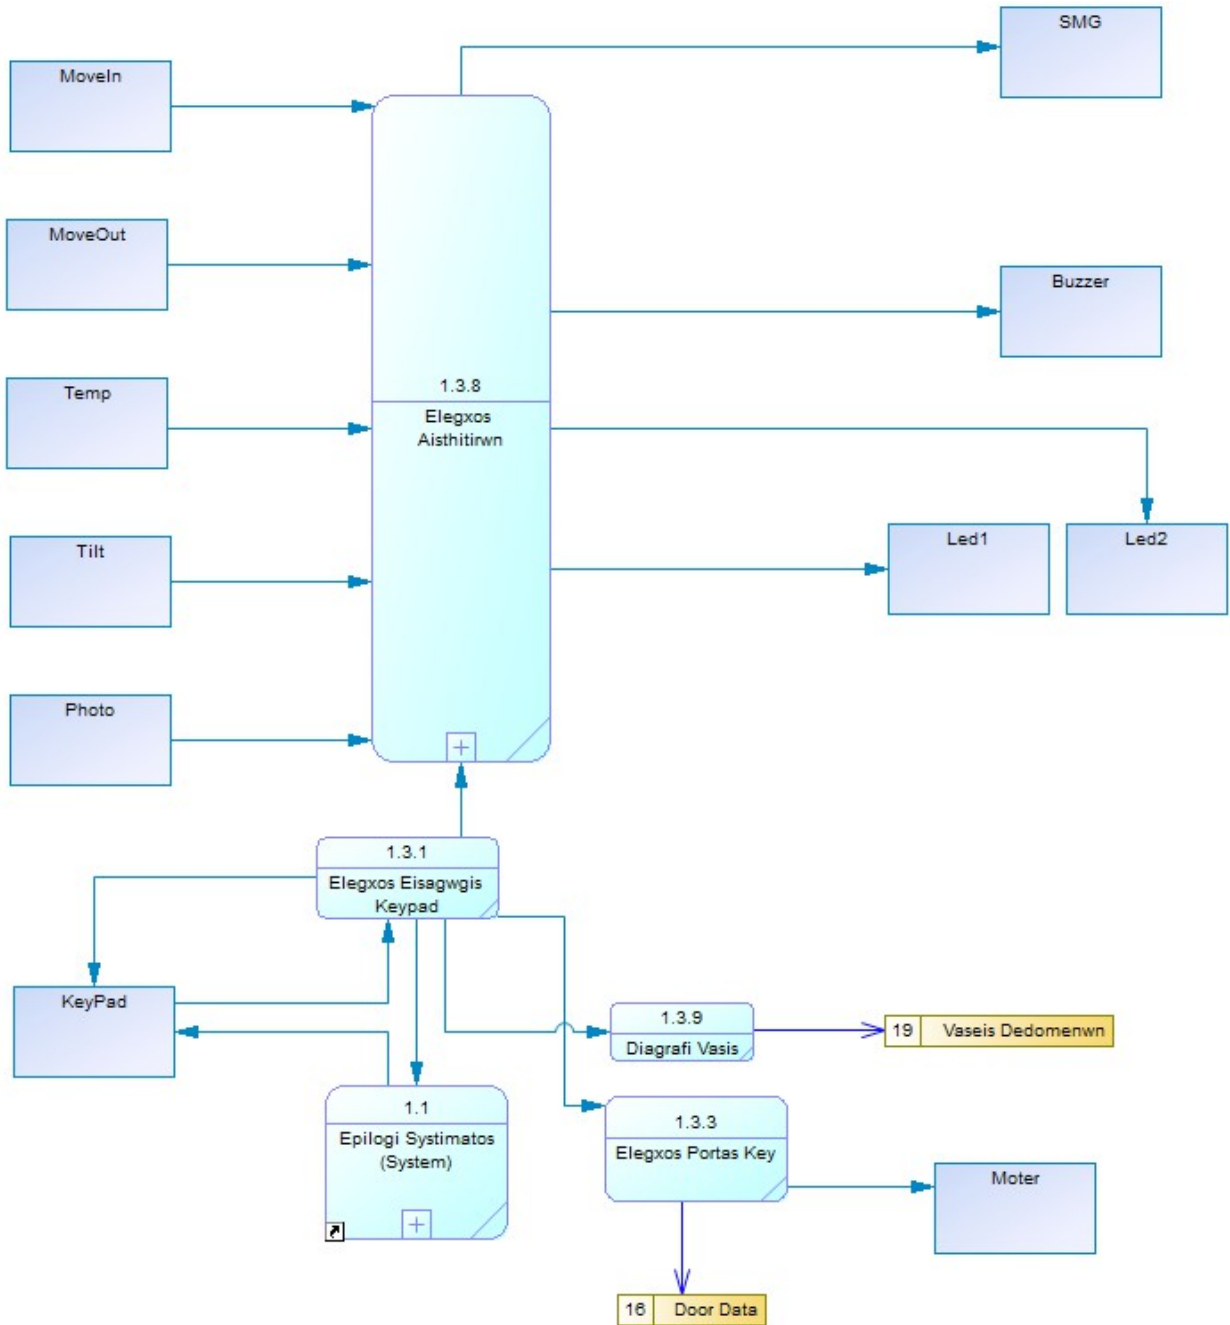 SMG
MoveIn
MoveOut
Buzzer
Temp
1.3.8
Elegxos
Aisthitirwn
Tilt
Led1
Led2
Photo
1.3.1
Elegxos Eisagwgis
Keypad
KeyPad
1.3.9
Diagrafi Vasis
19 Vaseis Dedomenwn
1.1
Epilogi Systimatos
(System)
1.3.3
Elegxos Portas Key
Moter
16 Door Data